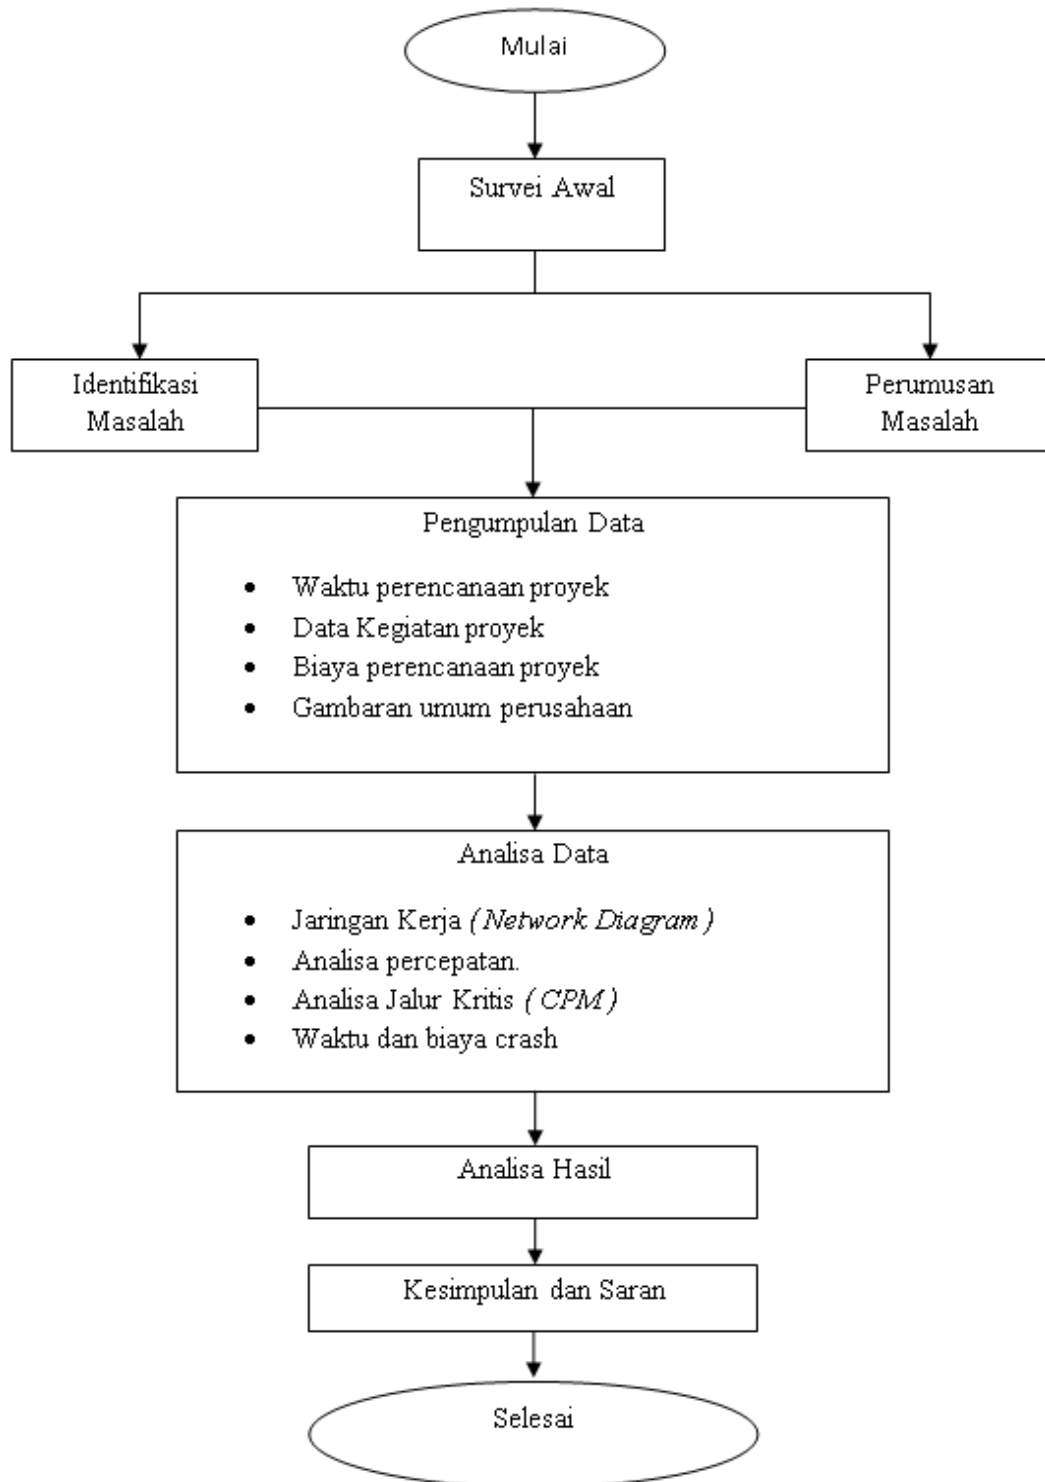 Mulai
Survei Awal
Identifikasi
Masalah
Perumusan
Masalah
Pengumpulan Data
• Waktu perencanaan proyek
• Data Kegiatan proyek
• Biaya perencanaan proyek
• Gambaran umum perusahaan
Analisa Data
• Jaringan Kerja (Network Diagram)
• Analisa percepatan.
• Analisa Jalur Kritis (CPM)
• Waktu dan biaya crash
Analisa Hasil
Kesimpulan dan Saran
Selesai